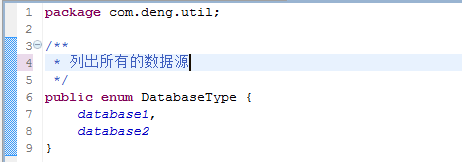 1 package com.deng.util;
2
3 /**
4  * 列出所有的数据源
5  */
6 public enum DatabaseType {
7     database1,
8     database2
9 }